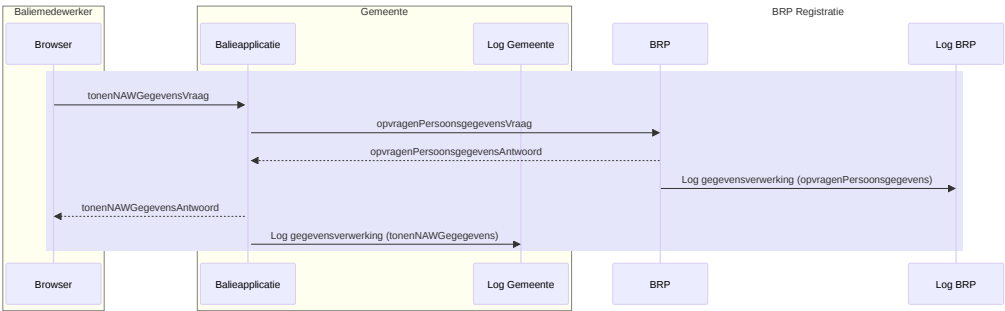 Baliemedewerker
Gemeente
BRP Registratie
Browser
Balieapplicatie
Log Gemeente
BRP
Log BRP
tonenNAWGegevensVraag
opvragenPersoonsgegevensVraag
opvragenPersoonsgegevensAntwoord
Log gegevensverwerking (opvragenPersoonsgegevens)
tonenNAWGegevensAntwoord
Log gegevensverwerking (tonenNAWGegegevens)
Browser
Balieapplicatie
Log Gemeente
BRP
Log BRP